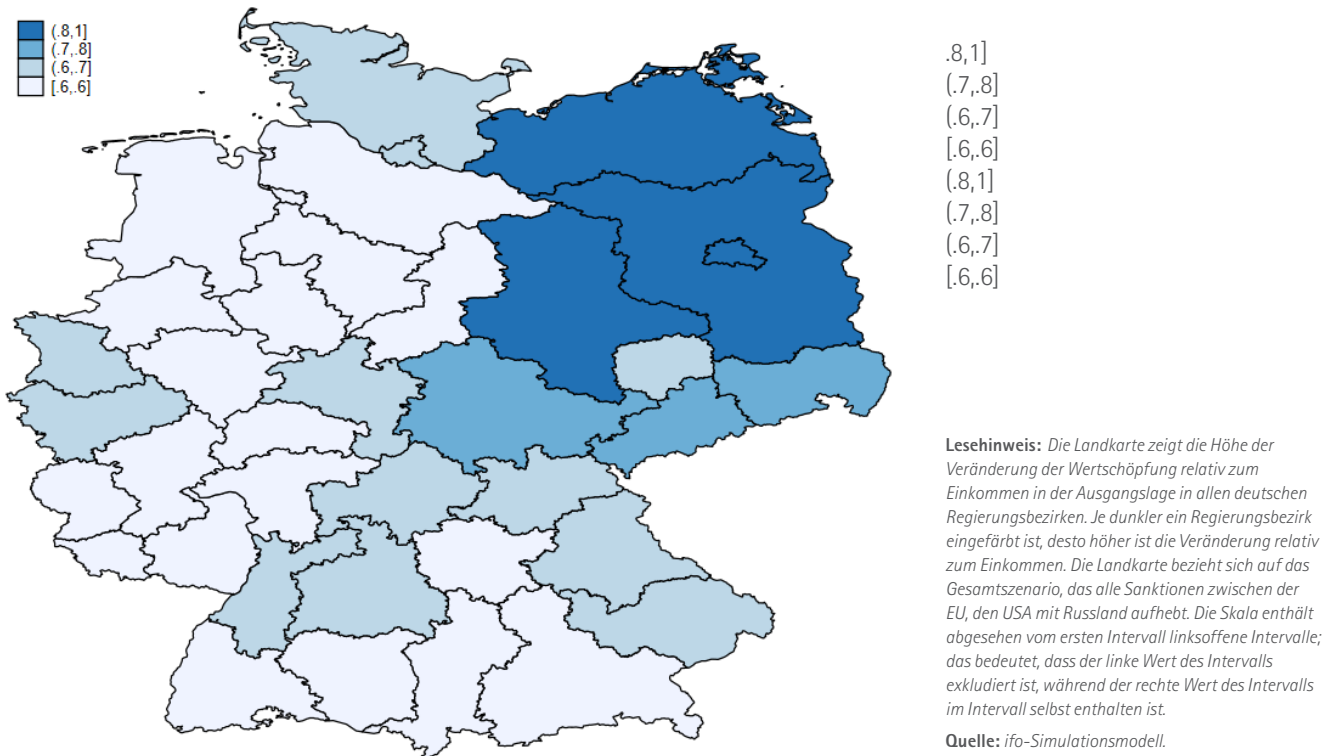 (.8,1]
(.7,.8]
(.6,.7]
[.6,.6]
.8,1]
(.7,.8]
(.6,.7]
[.6,.6]
(.8,1]
(.7,.8]
(.6,.7]
[.6,.6]
Lesehinweis: Die Landkarte zeigt die Höhe der
Veränderung der Wertschöpfung relativ zum
Einkommen in der Ausgangslage in allen deutschen
Regierungsbezirken. Je dunkler ein Regierungsbezirk
eingefärbt ist, desto höher ist die Veränderung relativ
zum Einkommen. Die Landkarte bezieht sich auf das
Gesamtszenario, das alle Sanktionen zwischen der
EU, den USA mit Russland aufhebt. Die Skala enthält
abgesehen vom ersten Intervall linksoffene Intervalle;
das bedeutet, dass der linke Wert des Intervalls
exkludiert ist, während der rechte Wert des Intervalls
im Intervall selbst enthalten ist.
Quelle: ifo-Simulationsmodell.